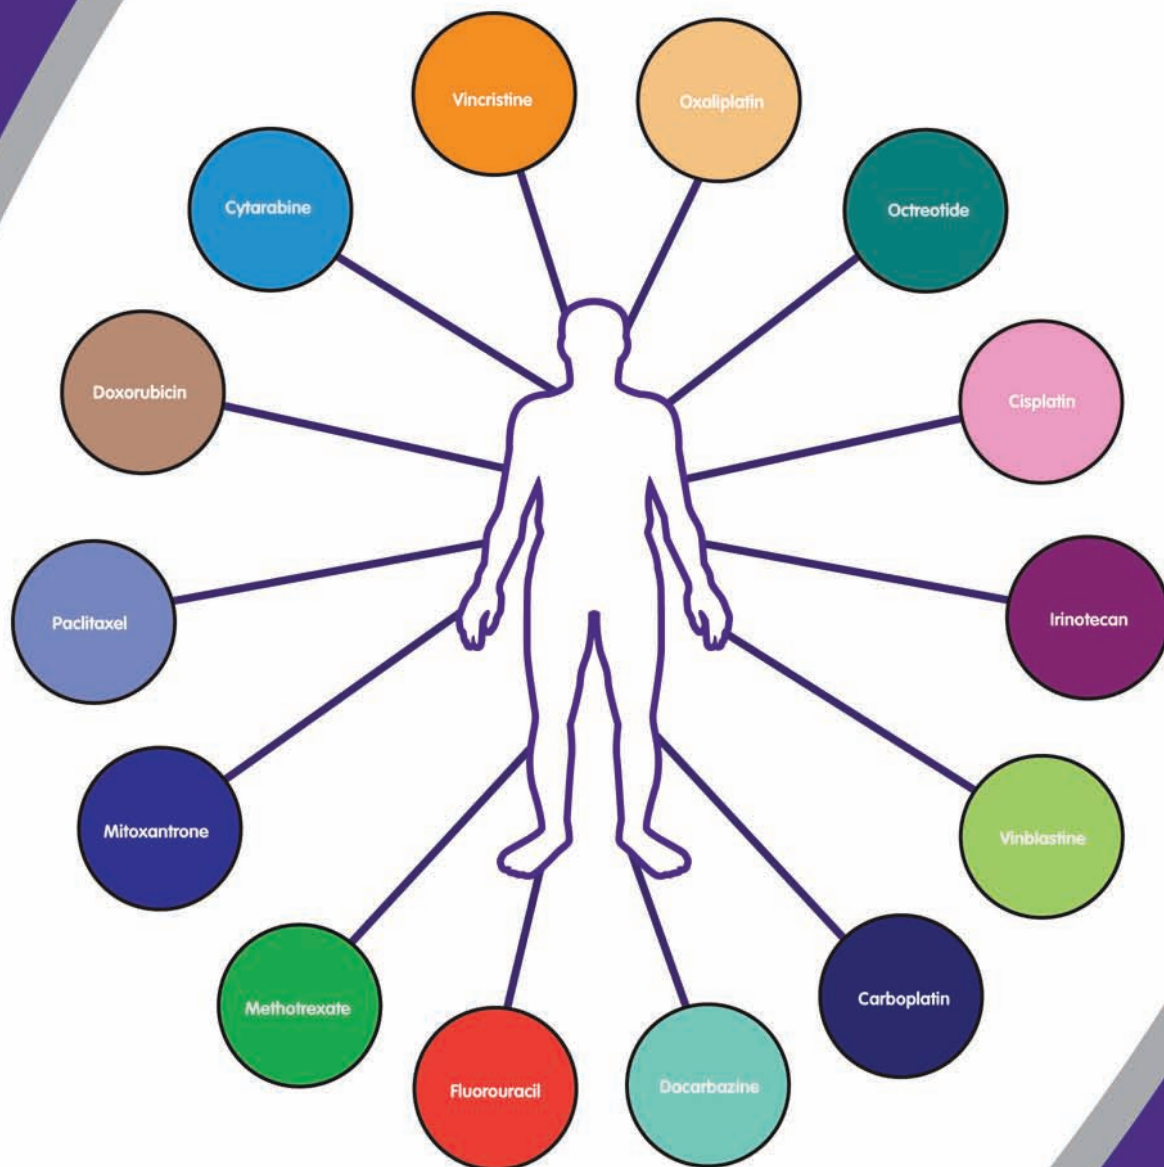 Vincristine
Oxaliplatin
Cytarabine
Octreotide
Doxorubicin
Cisplatin
Paclitaxel
Irinotecan
Mitoxantrone
Vinblastine
Methotrexate
Carboplatin
Fluorouracil
Dacarbazine